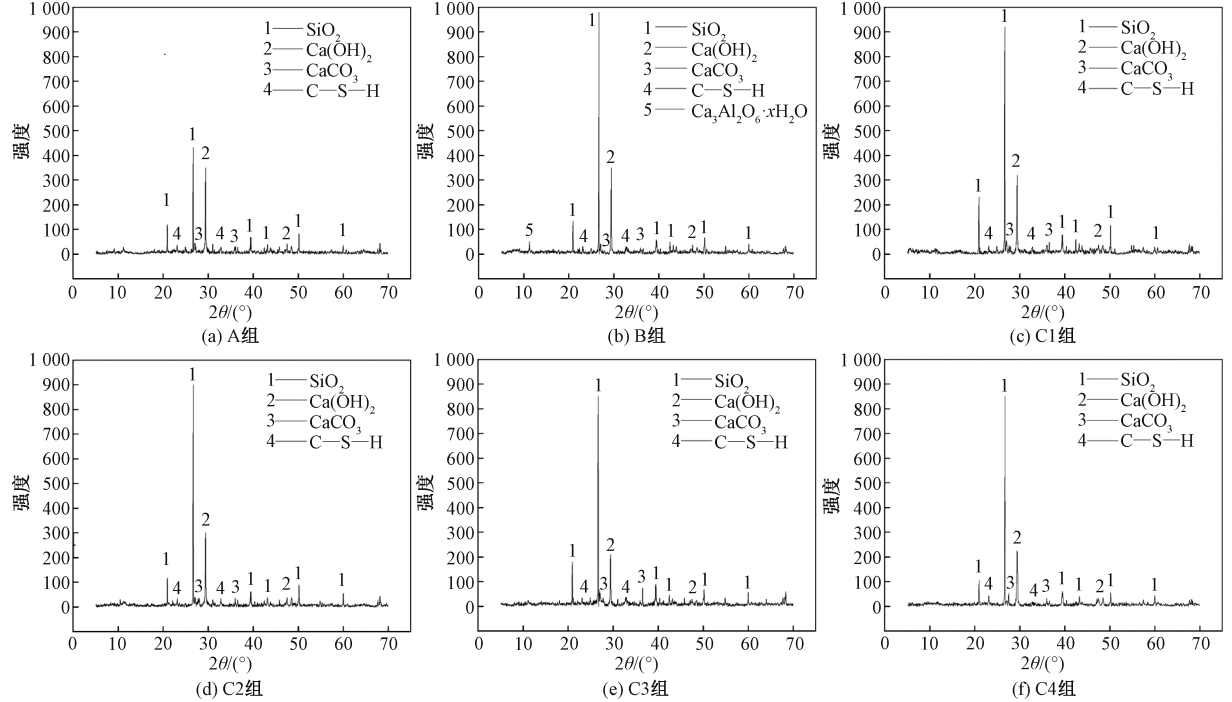 1 000
900
800
700
600
500
400
300
200
100
0
强度
1—SiO₂
2—Ca(OH)₂
3—CaCO₃
4—C—S—H
1
1
2
4
3
4
3
1
1
2
1
1
0 10 20 30 40 50 60 70
2θ/(°)
(a) A组
1 000
900
800
700
600
500
400
300
200
100
0
强度
1—SiO₂
2—Ca(OH)₂
3—CaCO₃
4—C—S—H
5—Ca₃Al₂O₆·xH₂O
5
1
4
1
3
2
4
3
1
1
2
1
1
0 10 20 30 40 50 60 70
2θ/(°)
(b) B组
1 000
900
800
700
600
500
400
300
200
100
0
强度
1—SiO₂
2—Ca(OH)₂
3—CaCO₃
4—C—S—H
1
4
1
3
2
4
3
1
1
2
1
1
0 10 20 30 40 50 60 70
2θ/(°)
(c) C1组
1 000
900
800
700
600
500
400
300
200
100
0
强度
1—SiO₂
2—Ca(OH)₂
3—CaCO₃
4—C—S—H
1
4
1
3
2
4
3
1
1
2
1
1
0 10 20 30 40 50 60 70
2θ/(°)
(d) C2组
1 000
900
800
700
600
500
400
300
200
100
0
强度
1—SiO₂
2—Ca(OH)₂
3—CaCO₃
4—C—S—H
1
4
1
3
2
4
3
1
1
2
1
1
0 10 20 30 40 50 60 70
2θ/(°)
(e) C3组
1 000
900
800
700
600
500
400
300
200
100
0
强度
1—SiO₂
2—Ca(OH)₂
3—CaCO₃
4—C—S—H
1
4
1
3
2
4
3
1
1
2
1
1
0 10 20 30 40 50 60 70
2θ/(°)
(f) C4组